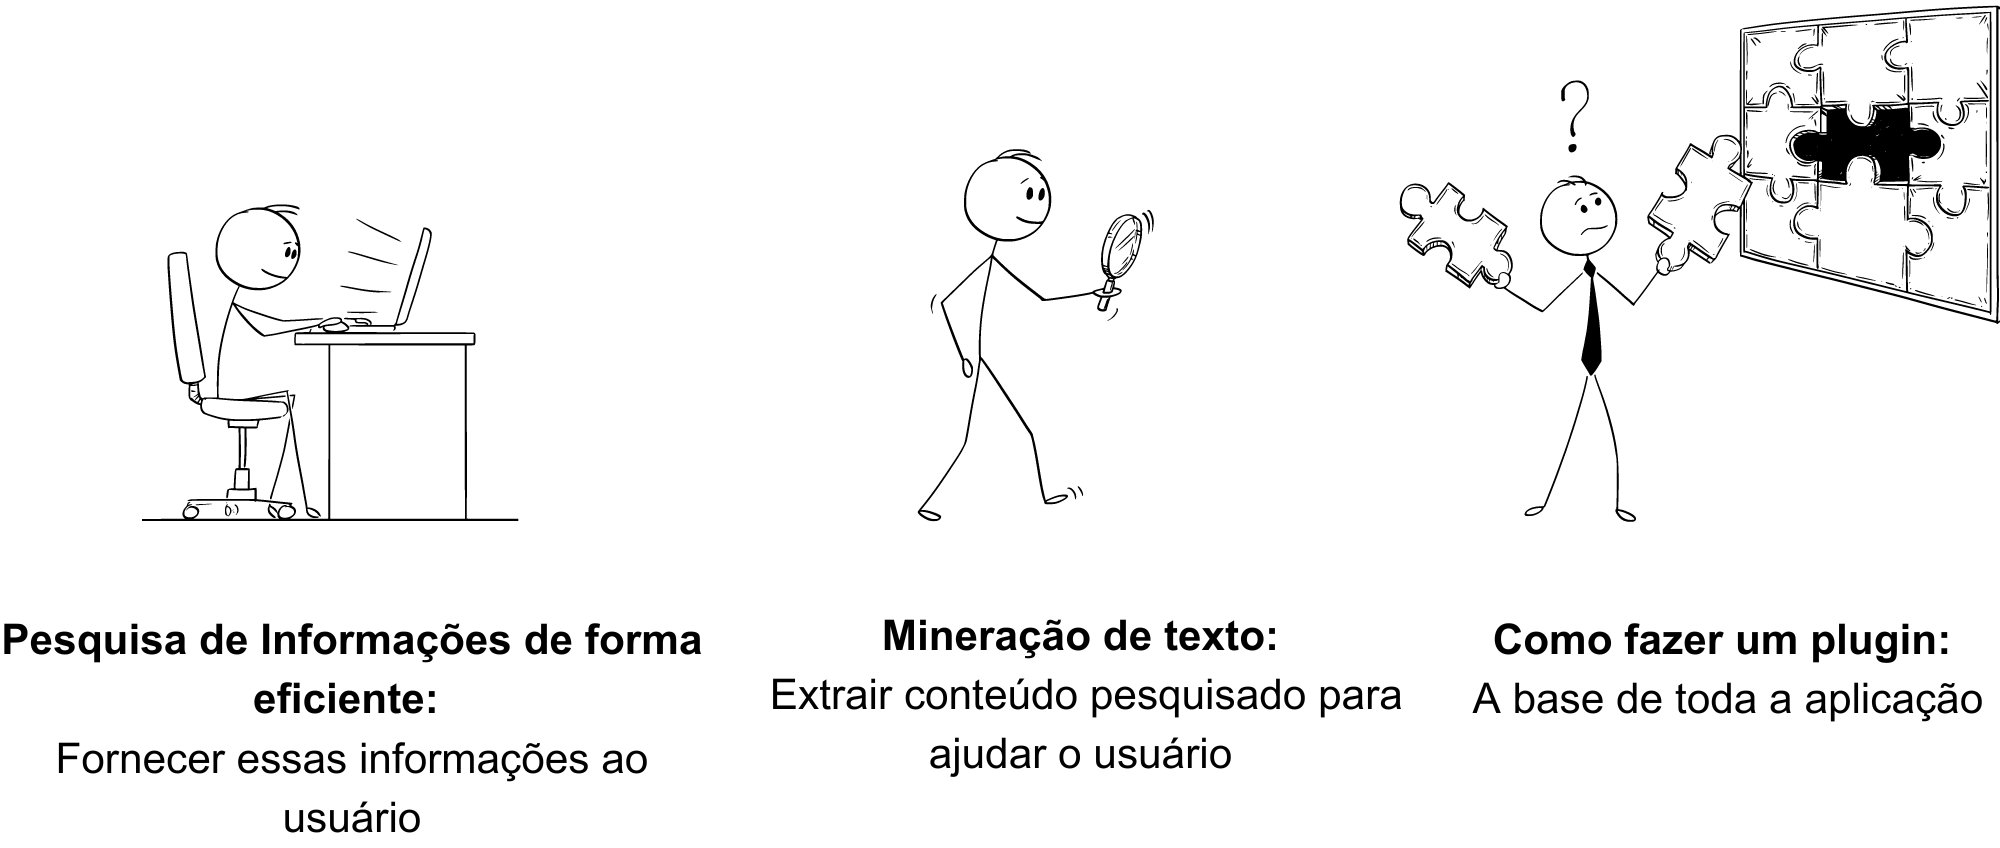 Pesquisa de Informações de forma
eficiente:
Fornecer essas informações ao
usuário
Mineração de texto:
Extrair conteúdo pesquisado para
ajudar o usuário
?
Como fazer um plugin:
A base de toda a aplicação